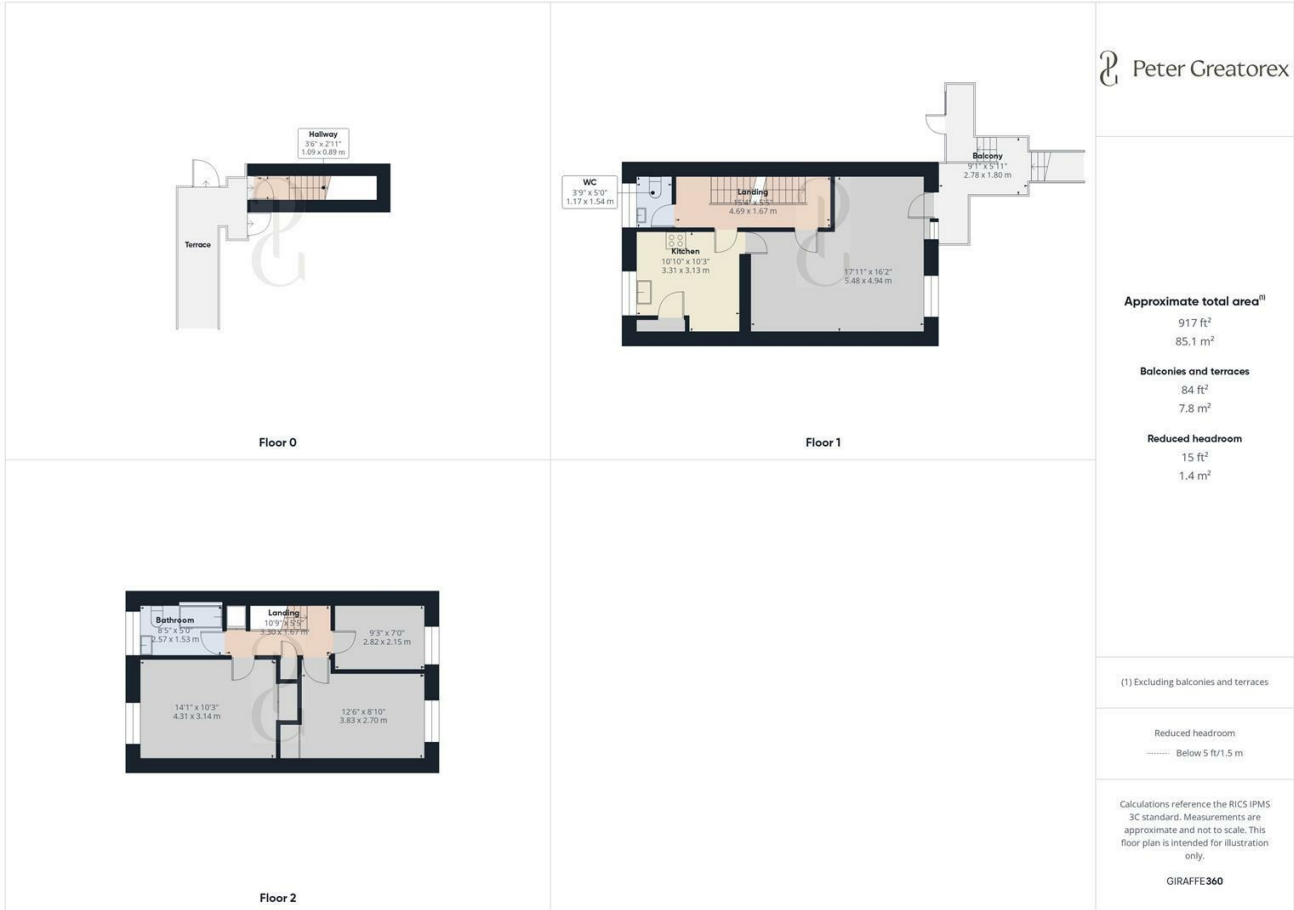 Hallway
3'6" x 2'11"
1.09 x 0.89 m
Terrace
Floor 0
WC
3'9" x 5'0"
1.17 x 1.54 m
Landing
15'4" x 5'5"
4.69 x 1.67 m
Balcony
9'1" x 5'11"
2.78 x 1.80 m
Kitchen
10'10" x 10'3"
3.31 x 3.13 m
17'11" x 16'2"
5.48 x 4.94 m
Floor 1
Bathroom
8'5" x 5'0"
2.57 x 1.53 m
Landing
10'9" x 5'5"
3.30 x 1.67 m
9'3" x 7'0"
2.82 x 2.15 m
14'1" x 10'3"
4.31 x 3.14 m
12'6" x 8'10"
3.83 x 2.70 m
Floor 2
Peter Greatorex
Approximate total area⁽¹⁾
917 ft²
85.1 m²
Balconies and terraces
84 ft²
7.8 m²
Reduced headroom
15 ft²
1.4 m²
(1) Excluding balconies and terraces
Reduced headroom
Below 5 ft/1.5 m
Calculations reference the RICS IPMS
3C standard. Measurements are
approximate and not to scale. This
floor plan is intended for illustration
only.
GIRAFFE360